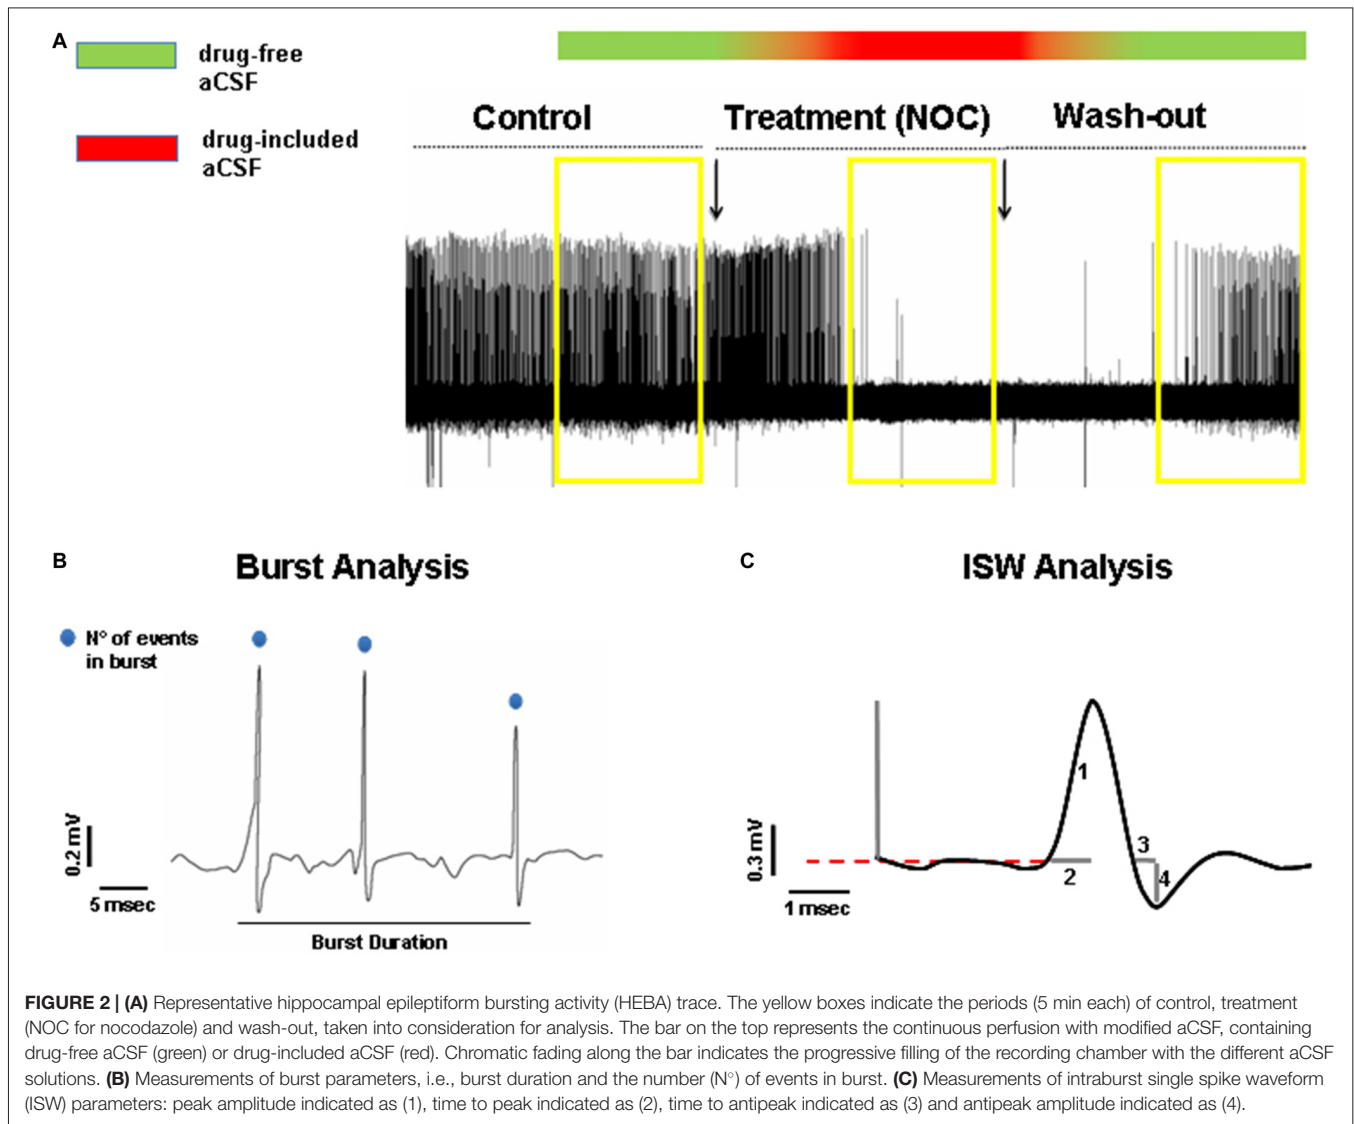 A
drug-free
aCSF
drug-included
aCSF
Control
Treatment (NOC)
Wash-out
B
Burst Analysis
N° of events
in burst
0.2 mV
5 msec
Burst Duration
C
ISW Analysis
1
2
3
4
0.3 mV
1 msec
FIGURE 2 | (A) Representative hippocampal epileptiform bursting activity (HEBA) trace. The yellow boxes indicate the periods (5 min each) of control, treatment
(NOC for nocodazole) and wash-out, taken into consideration for analysis. The bar on the top represents the continuous perfusion with modified aCSF, containing
drug-free aCSF (green) or drug-included aCSF (red). Chromatic fading along the bar indicates the progressive filling of the recording chamber with the different aCSF
solutions. (B) Measurements of burst parameters, i.e., burst duration and the number (N°) of events in burst. (C) Measurements of intraburst single spike waveform
(ISW) parameters: peak amplitude indicated as (1), time to peak indicated as (2), time to antipeak indicated as (3) and antipeak amplitude indicated as (4).